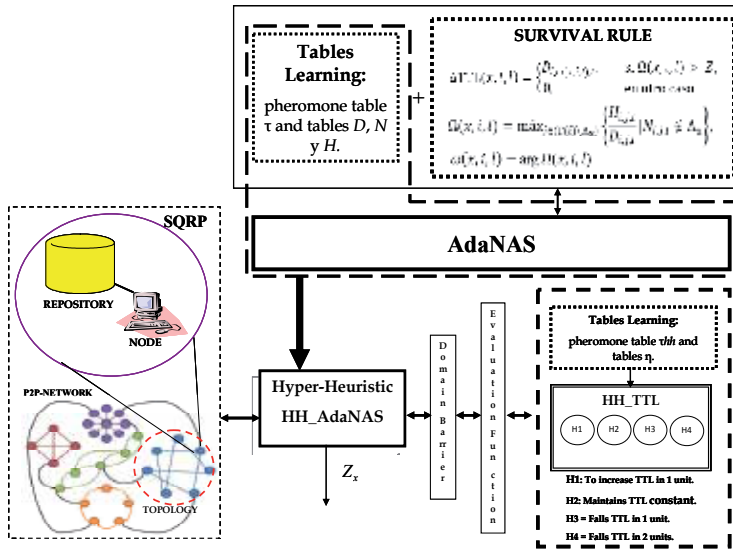 Tables
Learning:
pheromone table
τ and tables D, N
y H.
+
SURVIVAL RULE
AdaNAS
SQRP
REPOSITORY
NODE
P2P-NETWORK
TOPOLOGY
Hyper-Heuristic
HH_AdaNAS
Z_x
Domain Barrier
Evaluation Function
Tables Learning:
pheromone table τhh and
tables η.
HH_TTL
H1 H2 H3 H4
H1: To increase TTL in 1 unit.
H2: Maintains TTL constant.
H3 = Falls TTL in 1 unit.
H4 = Falls TTL in 2 units.